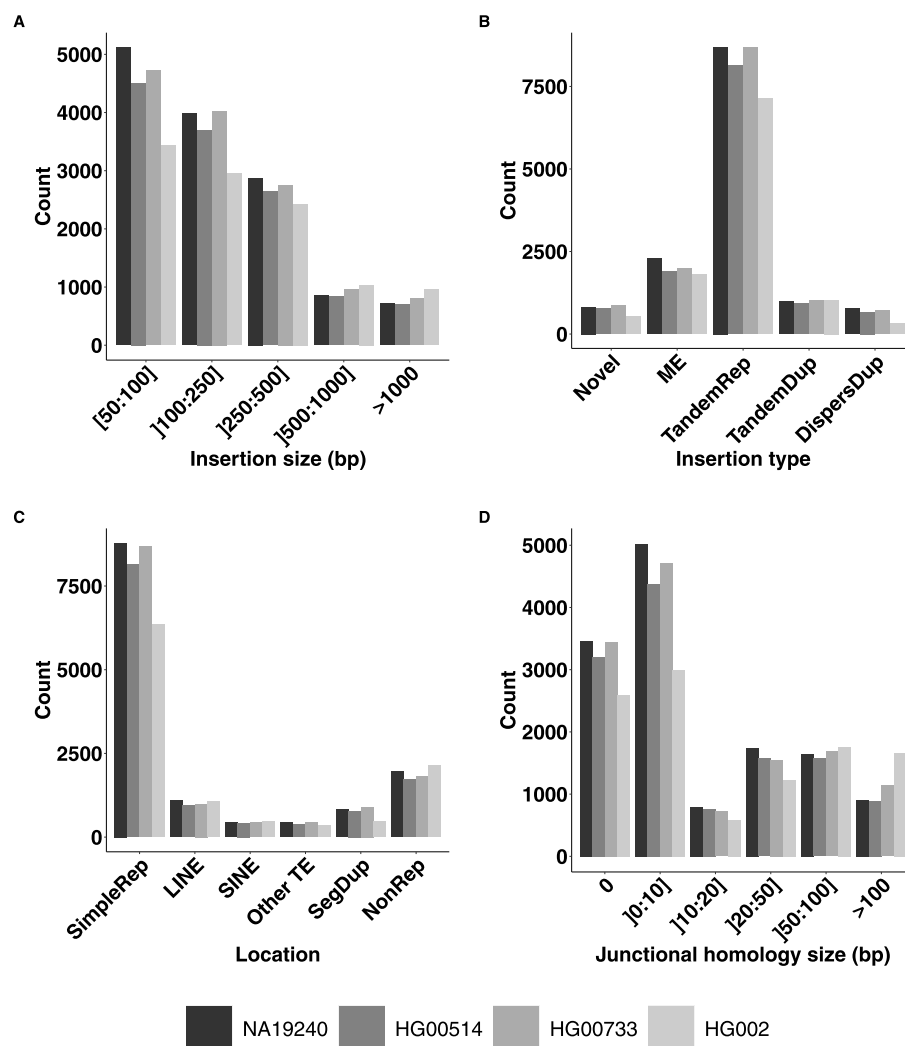 A
Count
5000
4000
3000
2000
1000
0
[50:100]
]100:250]
]250:500]
]500:1000]
>1000
Insertion size (bp)
B
Count
7500
5000
2500
0
Novel
ME
TandemRep
TandemDup
DispersDup
Insertion type
C
Count
7500
5000
2500
0
SimpleRep
LINE
SINE
Other TE
SegDup
NonRep
Location
D
Count
5000
4000
3000
2000
1000
0
0
]0:10]
]10:20]
]20:50]
]50:100]
>100
Junctional homology size (bp)
NA19240 HG00514 HG00733 HG002